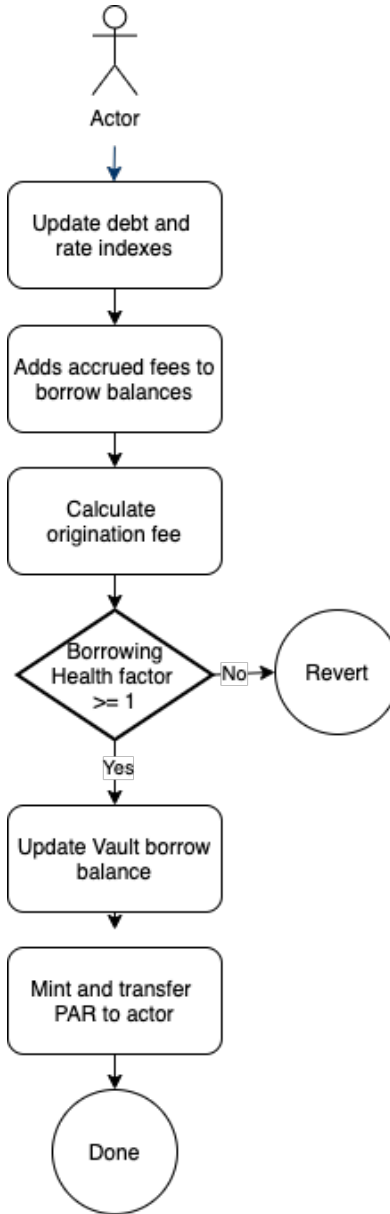 Actor
Update debt and
rate indexes
Adds accrued fees to
borrow balances
Calculate
origination fee
Borrowing
Health factor
>= 1
No
Revert
Yes
Update Vault borrow
balance
Mint and transfer
PAR to actor
Done